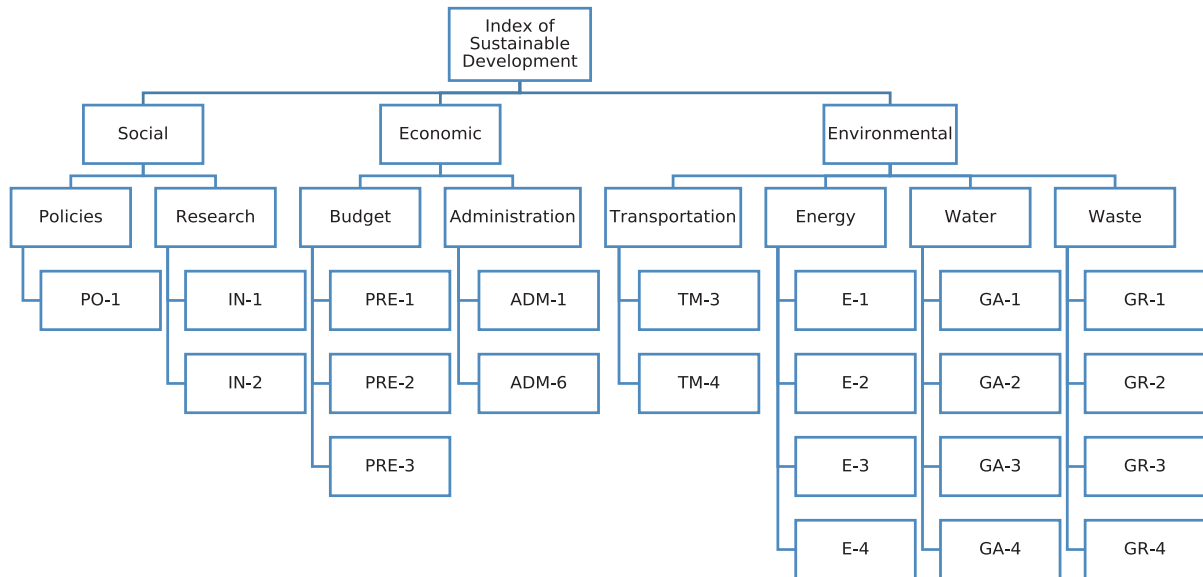 Index of
Sustainable
Development
Social
Economic
Environmental
Policies
Research
Budget
Administration
Transportation
Energy
Water
Waste
PO-1
IN-1
PRE-1
ADM-1
TM-3
E-1
GA-1
GR-1
IN-2
PRE-2
ADM-6
TM-4
E-2
GA-2
GR-2
PRE-3
E-3
GA-3
GR-3
E-4
GA-4
GR-4